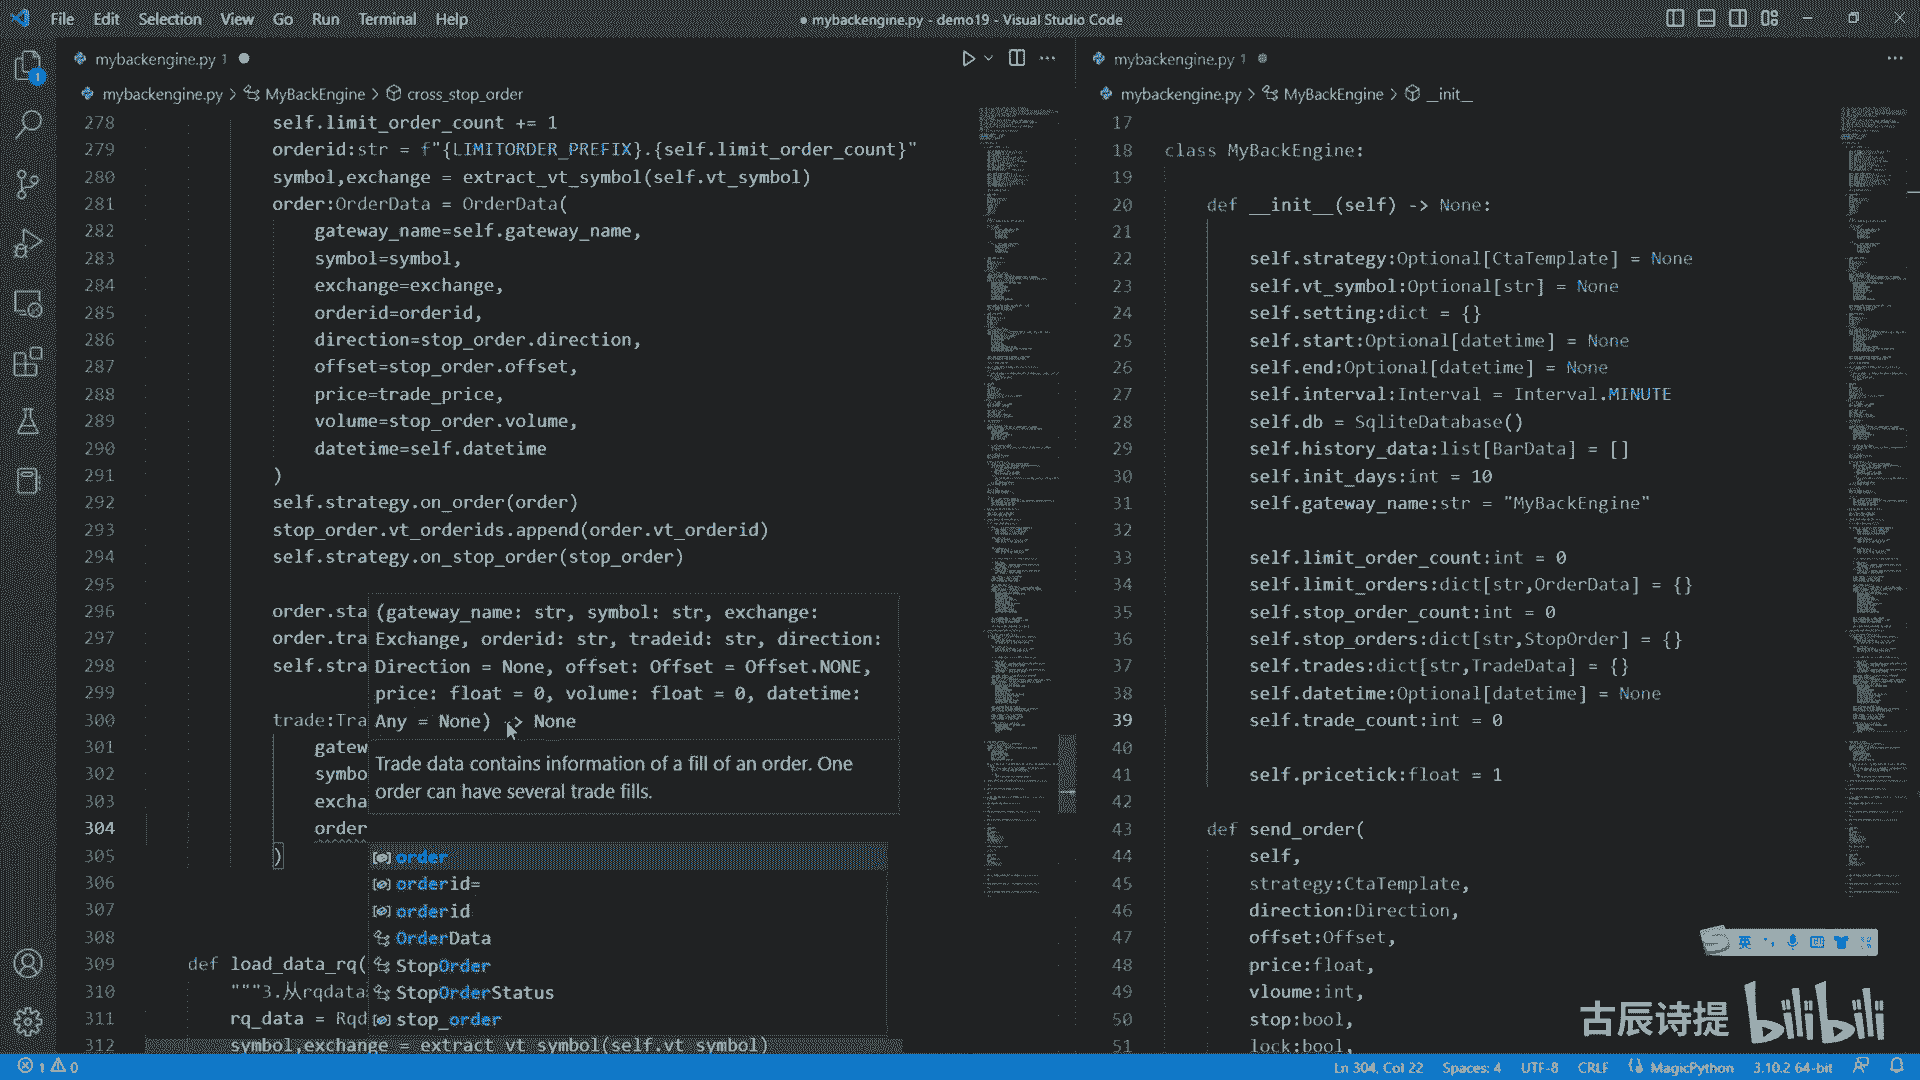 File Edit Selection View Go Run Terminal Help
● mybackengine.py - demo19 - Visual Studio Code
1
mybackengine.py 1
mybackengine.py > MyBackEngine > cross_stop_order
278 self.limit_order_count += 1
279 orderid:str = f"{LIMITORDER_PREFIX}.{self.limit_order_count}"
280 symbol,exchange = extract_vt_symbol(self.vt_symbol)
281 order:OrderData = OrderData(
282 gateway_name=self.gateway_name,
283 symbol=symbol,
284 exchange=exchange,
285 orderid=orderid,
286 direction=stop_order.direction,
287 offset=stop_order.offset,
288 price=trade_price,
289 volume=stop_order.volume,
290 datetime=self.datetime
291 )
292 self.strategy.on_order(order)
293 stop_order.vt_orderids.append(order.vt_orderid)
294 self.strategy.on_stop_order(stop_order)
295
296 order.sta
297 order.tra
298 self.stra
299
300 trade:Tra
301 gatew
302 symbo
303 excha
304 order
305 )
306
307
308
309 def load_data_rq(
310 """3.从rqdata
311 rq_data = Rqd
312 symbol,exchange = extract_vt_symbol(self.vt_symbol)
(gateway_name: str, symbol: str, exchange:
Exchange, orderid: str, tradeid: str, direction:
Direction = None, offset: Offset = Offset.NONE,
price: float = 0, volume: float = 0, datetime:
Any = None) -> None
Trade data contains information of a fill of an order. One
order can have several trade fills.
order
orderid=
orderid
OrderData
StopOrder
StopOrderStatus
stop_order
mybackengine.py 1
mybackengine.py > MyBackEngine > __init__
17
18 class MyBackEngine:
19
20 def __init__(self) -> None:
21
22 self.strategy:Optional[CtaTemplate] = None
23 self.vt_symbol:Optional[str] = None
24 self.setting:dict = {}
25 self.start:Optional[datetime] = None
26 self.end:Optional[datetime] = None
27 self.interval:Interval = Interval.MINUTE
28 self.db = SqliteDatabase()
29 self.history_data:list[BarData] = []
30 self.init_days:int = 10
31 self.gateway_name:str = "MyBackEngine"
32
33 self.limit_order_count:int = 0
34 self.limit_orders:dict[str,OrderData] = {}
35 self.stop_order_count:int = 0
36 self.stop_orders:dict[str,StopOrder] = {}
37 self.trades:dict[str,TradeData] = {}
38 self.datetime:Optional[datetime] = None
39 self.trade_count:int = 0
40
41 self.pricetick:float = 1
42
43 def send_order(
44 self,
45 strategy:CtaTemplate,
46 direction:Direction,
47 offset:Offset,
48 price:float,
49 vloume:int,
50 stop:bool,
51 lock:bool,
英
古辰诗提 bilibili
1 0
Ln 304, Col 22 Spaces: 4 UTF-8 CRLF MagicPython 3.10.2 64-bit